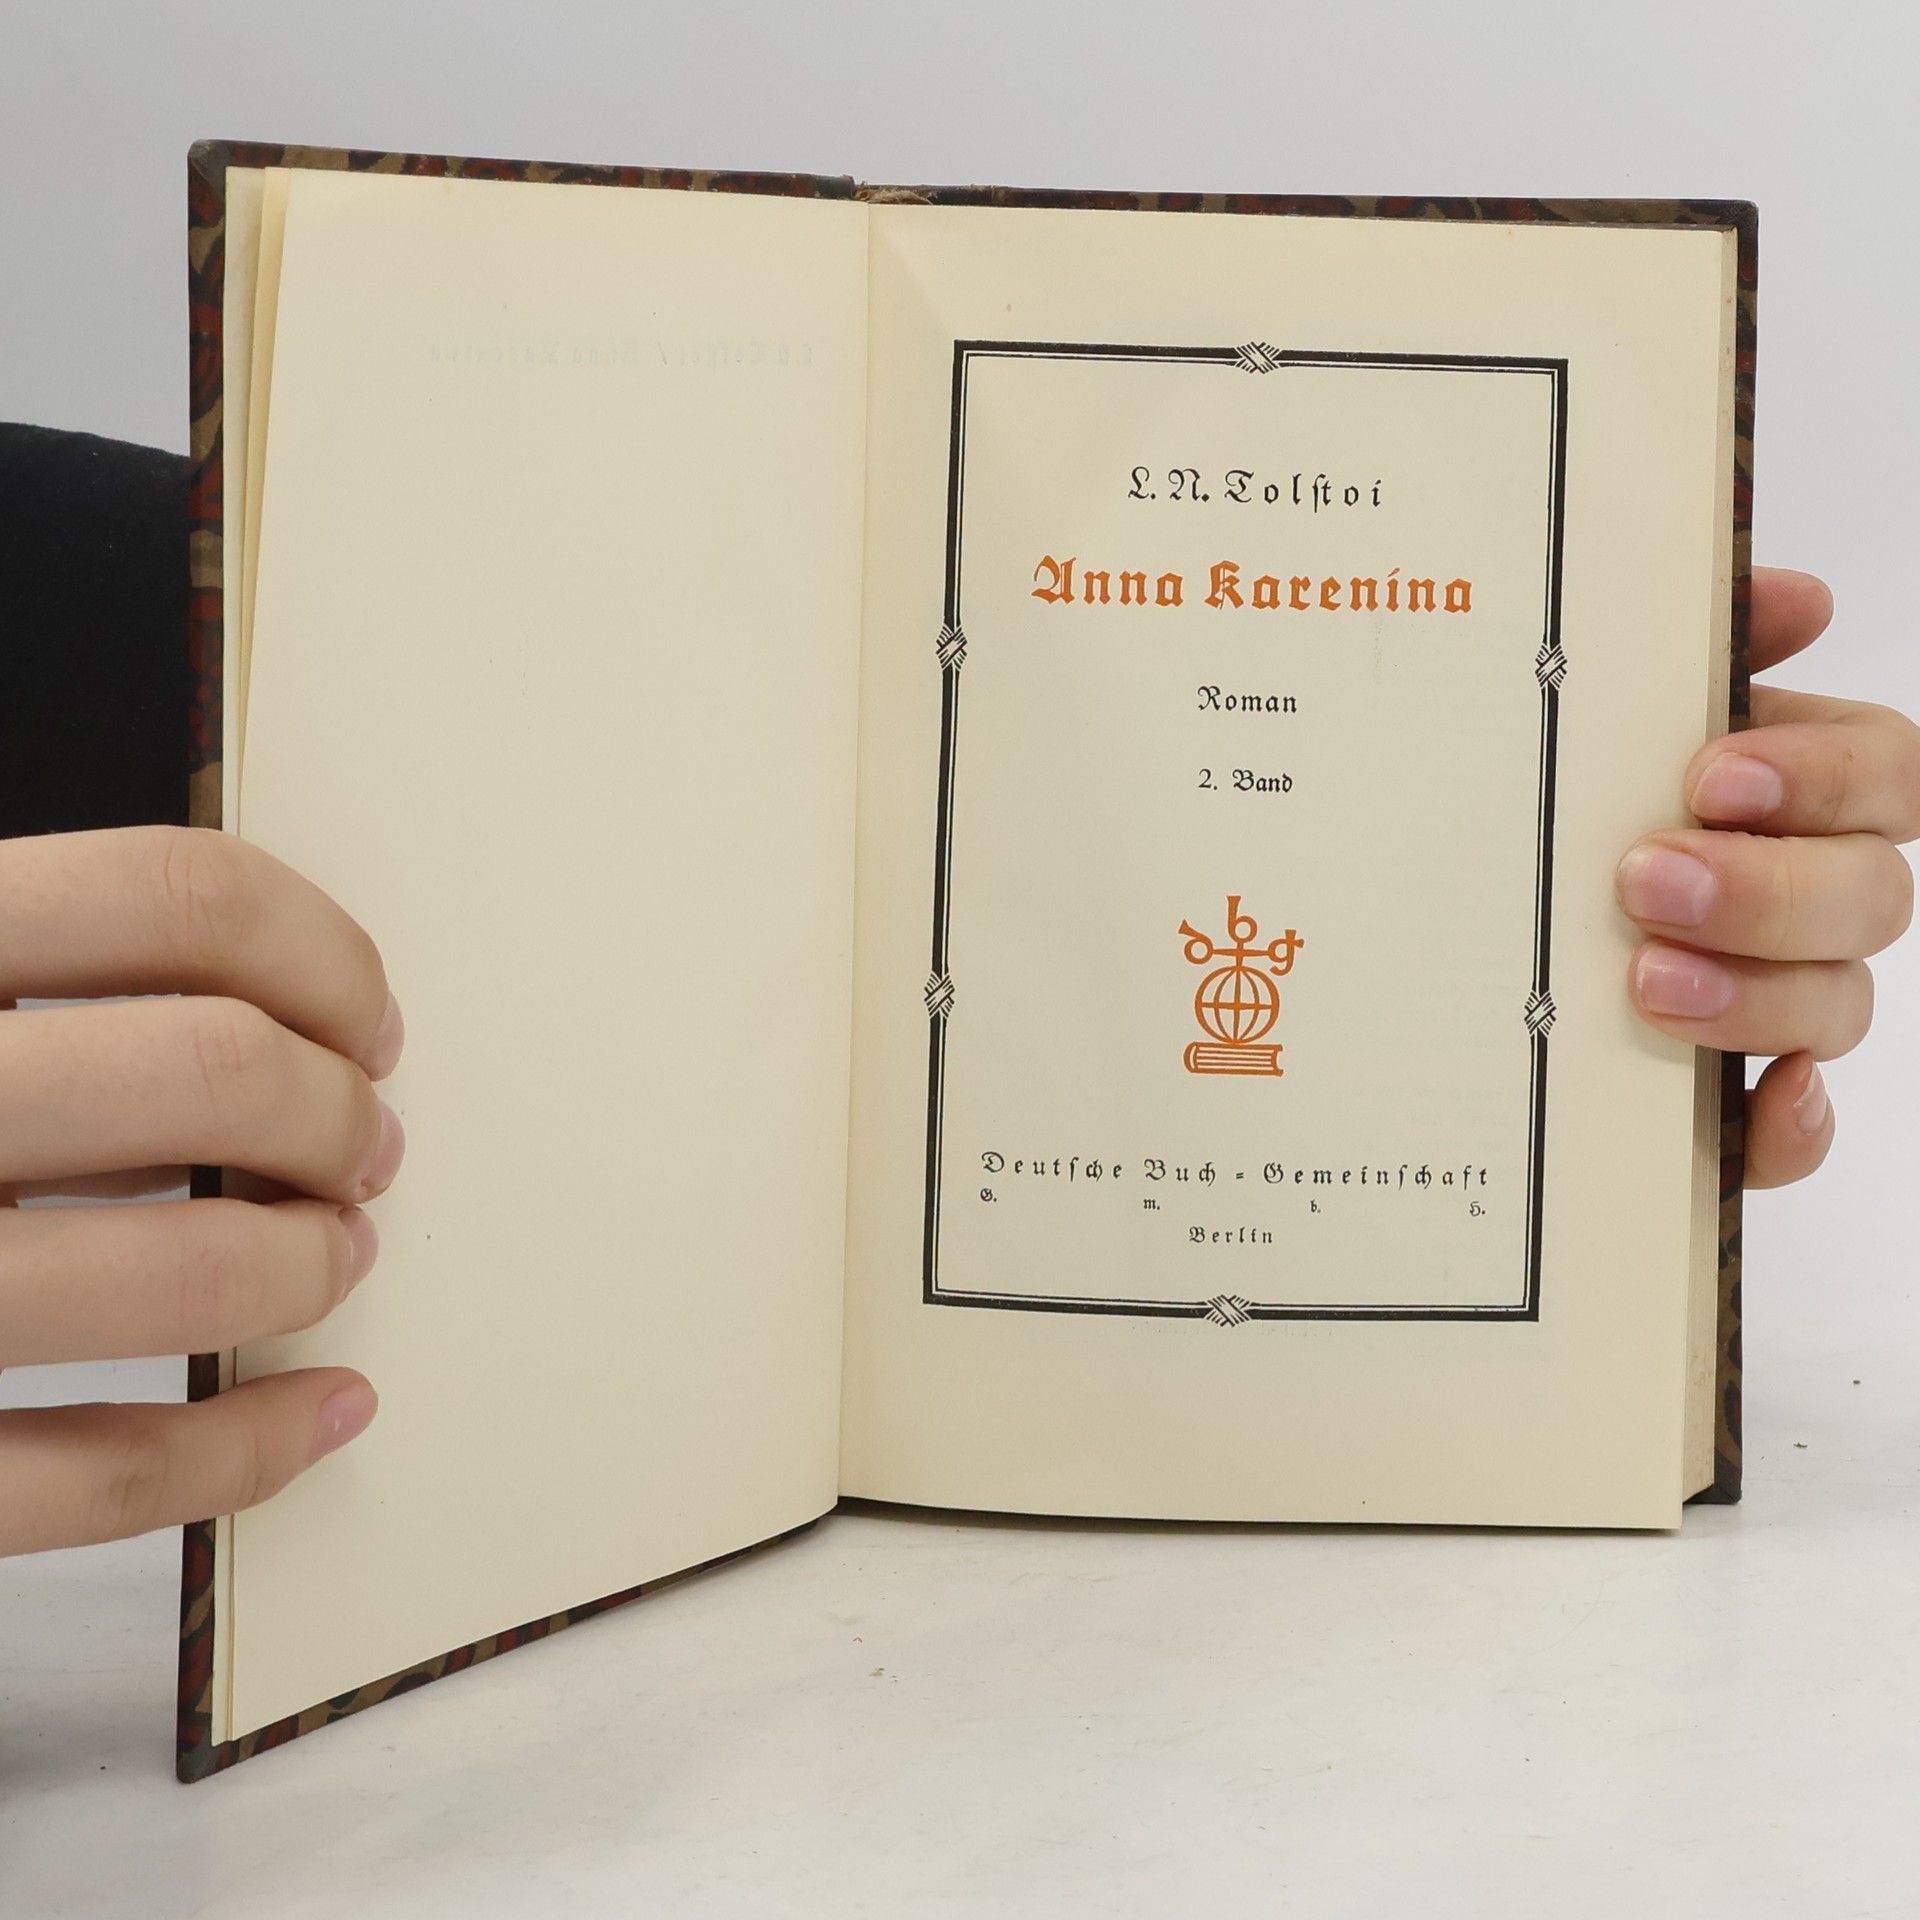 L. N. Tolſtoi
Anna Karenina
Roman
2. Band
dbg
Deutſche Buch = Gemeinſchaft
G. m. b. H.
Berlin